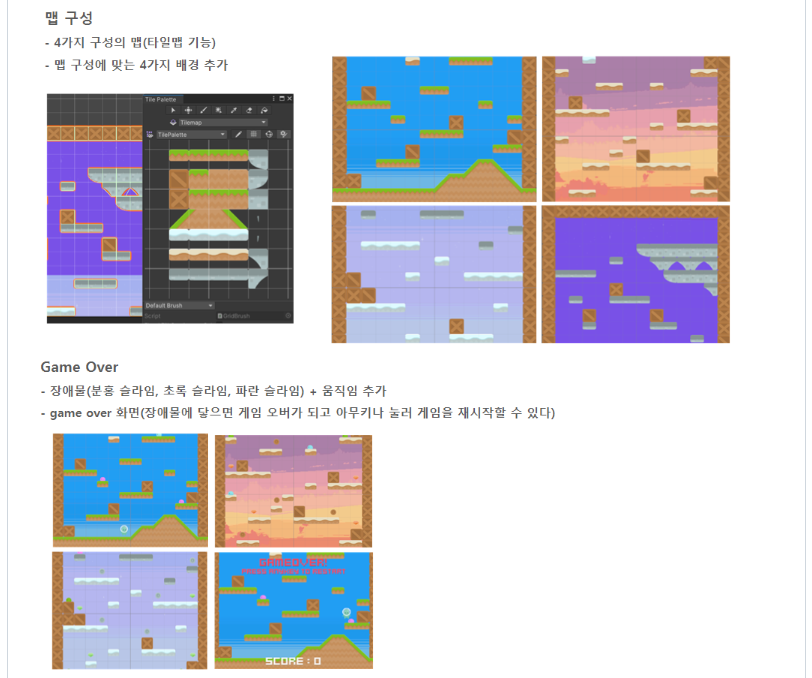 맵 구성
- 4가지 구성의 맵(타일맵 기능)
- 맵 구성에 맞는 4가지 배경 추가
Tile Palette
Tilemap
TilePalette
Default Brush
Script
GridBrush
Game Over
- 장애물(분홍 슬라임, 초록 슬라임, 파란 슬라임) + 움직임 추가
- game over 화면(장애물에 닿으면 게임 오버가 되고 아무키나 눌러 게임을 재시작할 수 있다)
GAMEOVER!
SCORE : 0